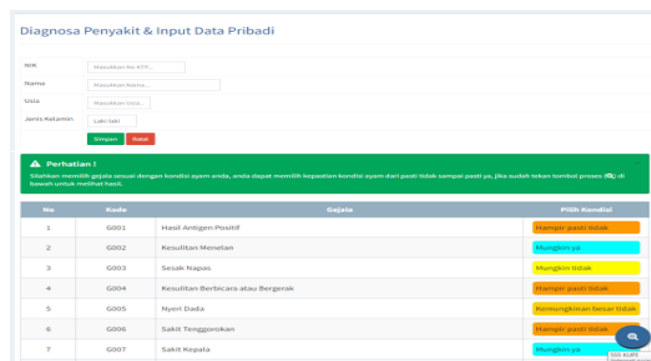 Diagnosa Penyakit & Input Data Pribadi
NIK Masukkan No KTP...
Nama Masukkan Nama...
Usia Masukkan Usia...
Jenis Kelamin Laki-laki
Simpan Batal
Perhatian !
Silahkan memilih gejala sesuai dengan kondisi ayam anda, anda dapat memilih kepastian kondisi ayam dari pasti tidak sampai pasti ya, jika sudah tekan tombol proses () di
bawah untuk melihat hasil.
No Kode Gejala Pilih Kondisi
1 G001 Hasil Antigen Positif Hampir pasti tidak
2 G002 Kesulitan Menelan Mungkin ya
3 G003 Sesak Napas Mungkin tidak
4 G004 Kesulitan Berbicara atau Bergerak Hampir pasti tidak
5 G005 Nyeri Dada Kemungkinan besar tidak
6 G006 Sakit Tenggorokan Hampir pasti tidak
7 G007 Sakit Kepala Mungkin ya